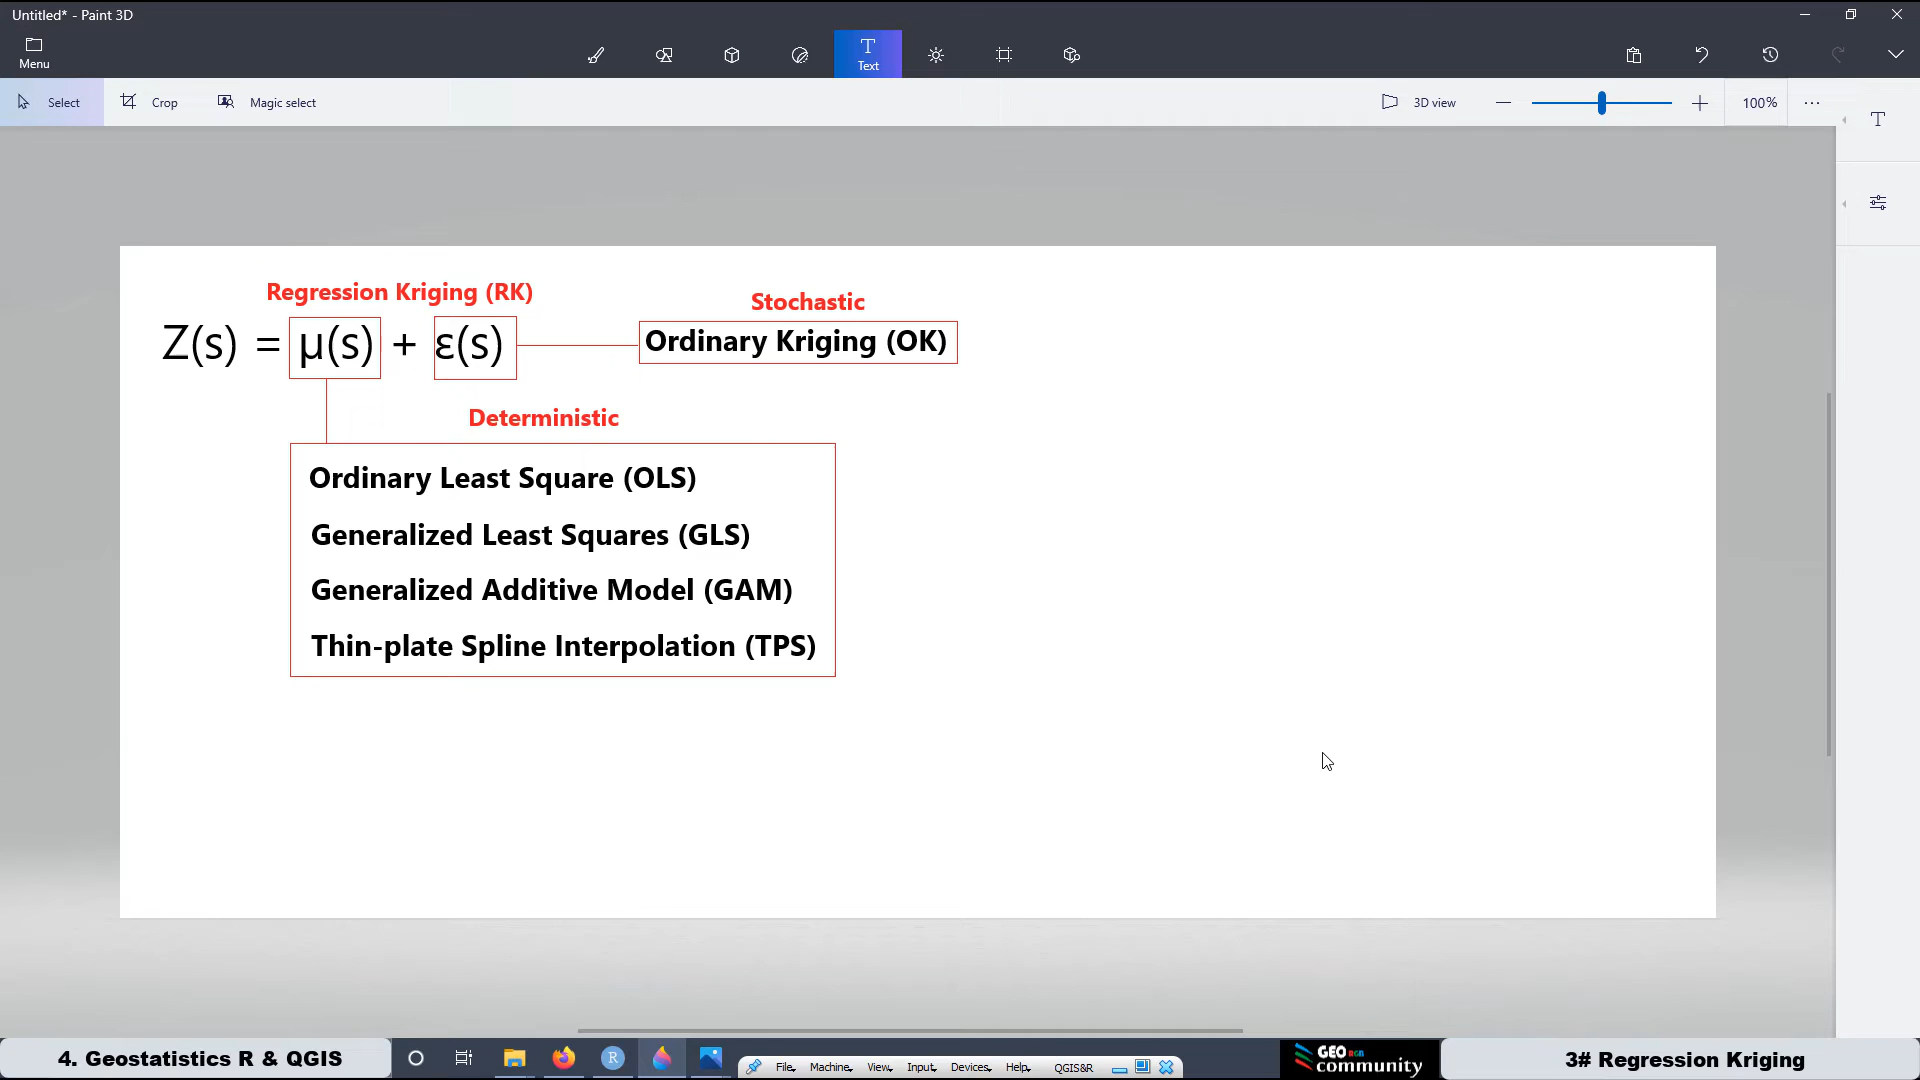 Untitled* - Paint 3D
Menu
Text
Select
Crop
Magic select
3D view
100%
Regression Kriging (RK)
Stochastic
Z(s) = μ(s) + ε(s)
Ordinary Kriging (OK)
Deterministic
Ordinary Least Square (OLS)
Generalized Least Squares (GLS)
Generalized Additive Model (GAM)
Thin-plate Spline Interpolation (TPS)
4. Geostatistics R & QGIS
R
File
Machine
View
Input
Devices
Help
QGIS&R
GEO RGB
community
3# Regression Kriging